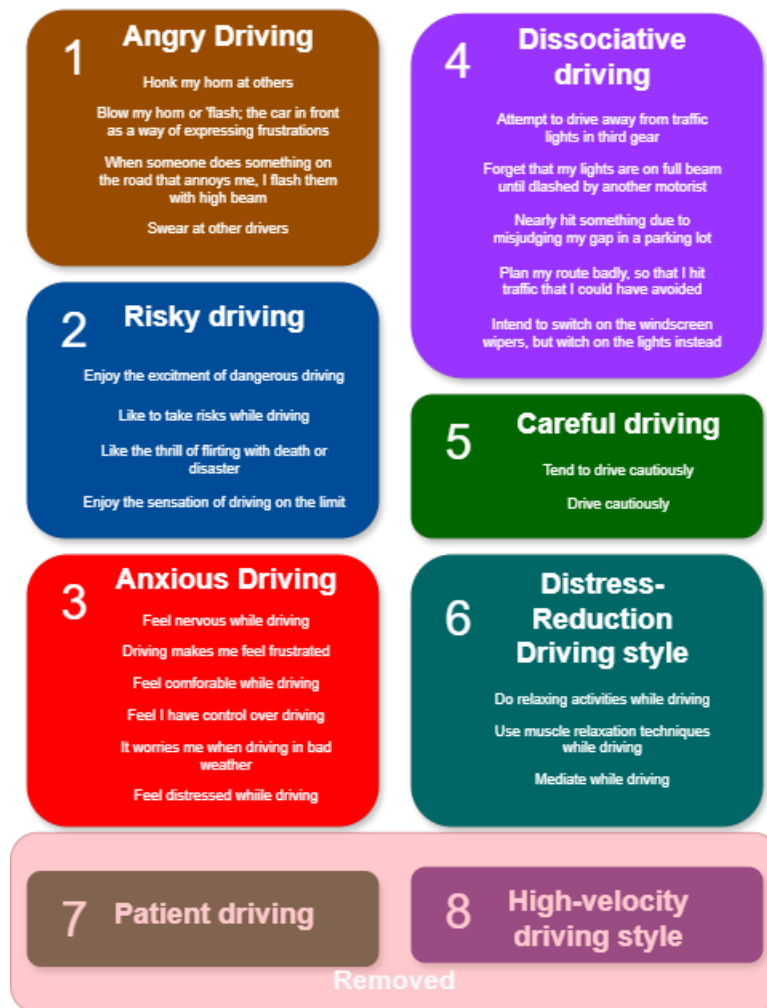 1
Angry Driving
Honk my horn at others
Blow my horn or 'flash; the car in front
as a way of expressing frustrations
When someone does something on
the road that annoys me, I flash them
with high beam
Swear at other drivers
2
Risky driving
Enjoy the excitment of dangerous driving
Like to take risks while driving
Like the thrill of flirting with death or
disaster
Enjoy the sensation of driving on the limit
3
Anxious Driving
Feel nervous while driving
Driving makes me feel frustrated
Feel comforable while driving
Feel I have control over driving
It worries me when driving in bad
weather
Feel distressed whiile driving
4
Dissociative
driving
Attempt to drive away from traffic
lights in third gear
Forget that my lights are on full beam
until dlashed by another motorist
Nearly hit something due to
misjudging my gap in a parking lot
Plan my route badly, so that I hit
traffic that I could have avoided
Intend to switch on the windscreen
wipers, but witch on the lights instead
5
Careful driving
Tend to drive cautiously
Drive cautiously
6
Distress-
Reduction
Driving style
Do relaxing activities while driving
Use muscle relaxation techniques
while driving
Mediate while driving
7
Patient driving
8
High-velocity
driving style
Removed